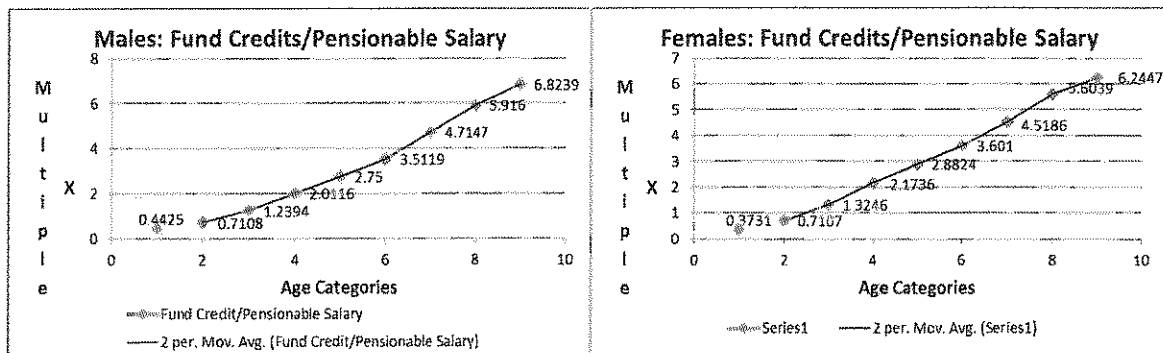 Males: Fund Credits/Pensionable Salary
Multiple X
8
6
4
2
0
0.4425
0.7108
1.2394
2.0116
2.75
3.5119
4.7147
5.916
6.8239
0 2 4 6 8 10
Age Categories
Fund Credit/Pensionable Salary
2 per. Mov. Avg. (Fund Credit/Pensionable Salary)
Females: Fund Credits/Pensionable Salary
Multiple X
7
6
5
4
3
2
1
0
0.3731
0.7107
1.3246
2.1736
2.8824
3.601
4.5186
5.6039
6.2447
0 2 4 6 8 10
Age Categories
Series1
2 per. Mov. Avg. (Series1)